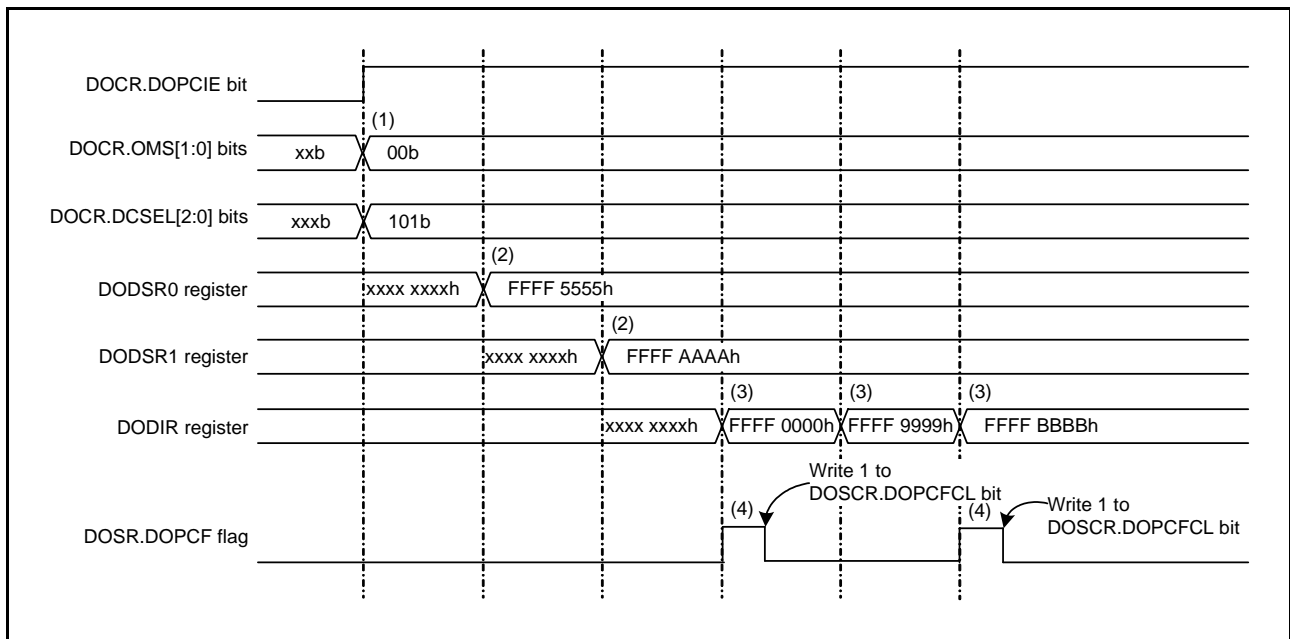 DOCR.DOPCIE bit
(1)
DOCR.OMS[1:0] bits xxb 00b
DOCR.DCSEL[2:0] bits xxxb 101b
(2)
DODSR0 register xxxx xxxxh FFFF 5555h
(2)
DODSR1 register xxxx xxxxh FFFF AAAAh
(3) (3) (3)
DODIR register xxxx xxxxh FFFF 0000h FFFF 9999h FFFF BBBBh
Write 1 to
DOSCR.DOPCFCL bit
(4) (4) Write 1 to
DOSCR.DOPCFCL bit
DOSR.DOPCF flag